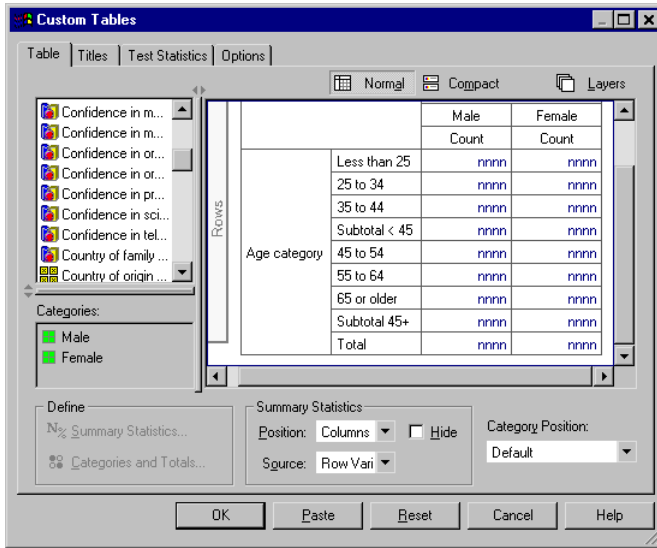 Custom Tables
Table Titles Test Statistics Options
Normal Compact Layers
Confidence in m...
Confidence in m...
Confidence in or...
Confidence in or...
Confidence in pr...
Confidence in sci...
Confidence in tel...
Country of family ...
Country of origin ...
Categories:
Male
Female
Rows
Male Female
Count Count
Age category
Less than 25 nnnn nnnn
25 to 34 nnnn nnnn
35 to 44 nnnn nnnn
Subtotal < 45 nnnn nnnn
45 to 54 nnnn nnnn
55 to 64 nnnn nnnn
65 or older nnnn nnnn
Subtotal 45+ nnnn nnnn
Total nnnn nnnn
Define
N% Summary Statistics...
Categories and Totals...
Summary Statistics
Position: Columns Hide
Source: Row Vari
Category Position:
Default
OK Paste Reset Cancel Help